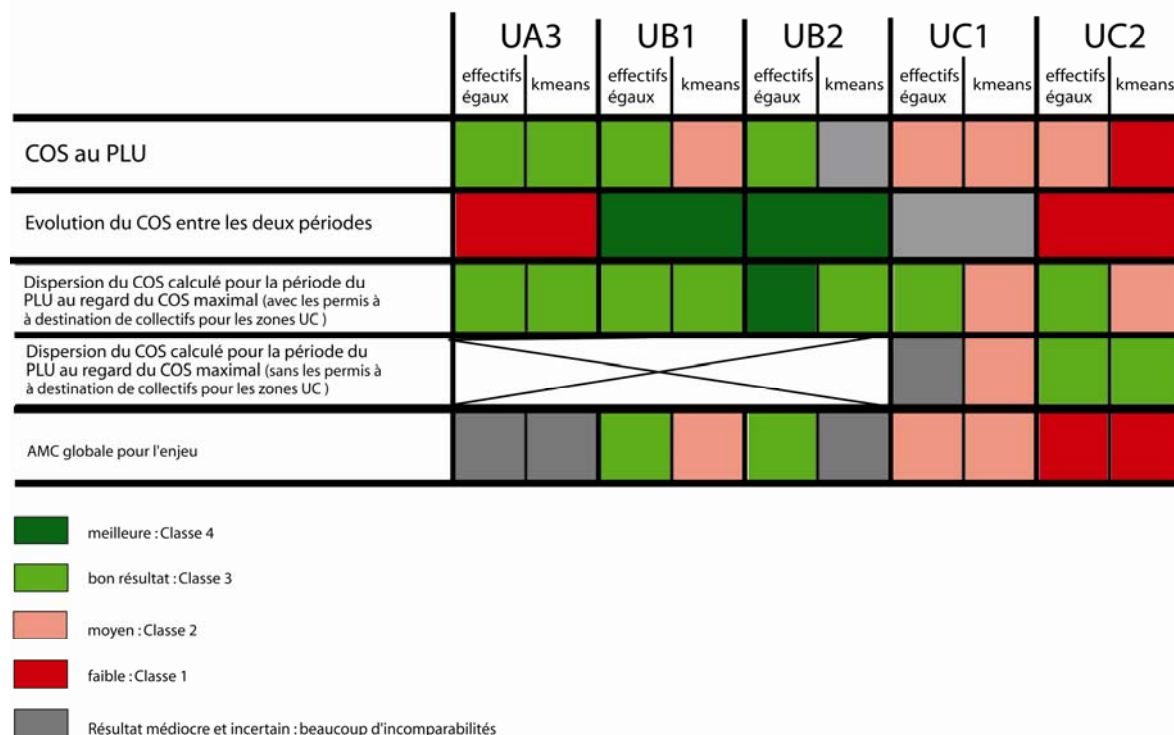 UA3 UB1 UB2 UC1 UC2
effectifs égaux kmeans effectifs égaux kmeans effectifs égaux kmeans effectifs égaux kmeans effectifs égaux kmeans
COS au PLU
Evolution du COS entre les deux périodes
Dispersion du COS calculé pour la période du
PLU au regard du COS maximal (avec les permis à
à destination de collectifs pour les zones UC )
Dispersion du COS calculé pour la période du
PLU au regard du COS maximal (sans les permis à
à destination de collectifs pour les zones UC )
AMC globale pour l'enjeu
meilleure : Classe 4
bon résultat : Classe 3
moyen : Classe 2
faible : Classe 1
Résultat médiocre et incertain : beaucoup d'incomparabilités